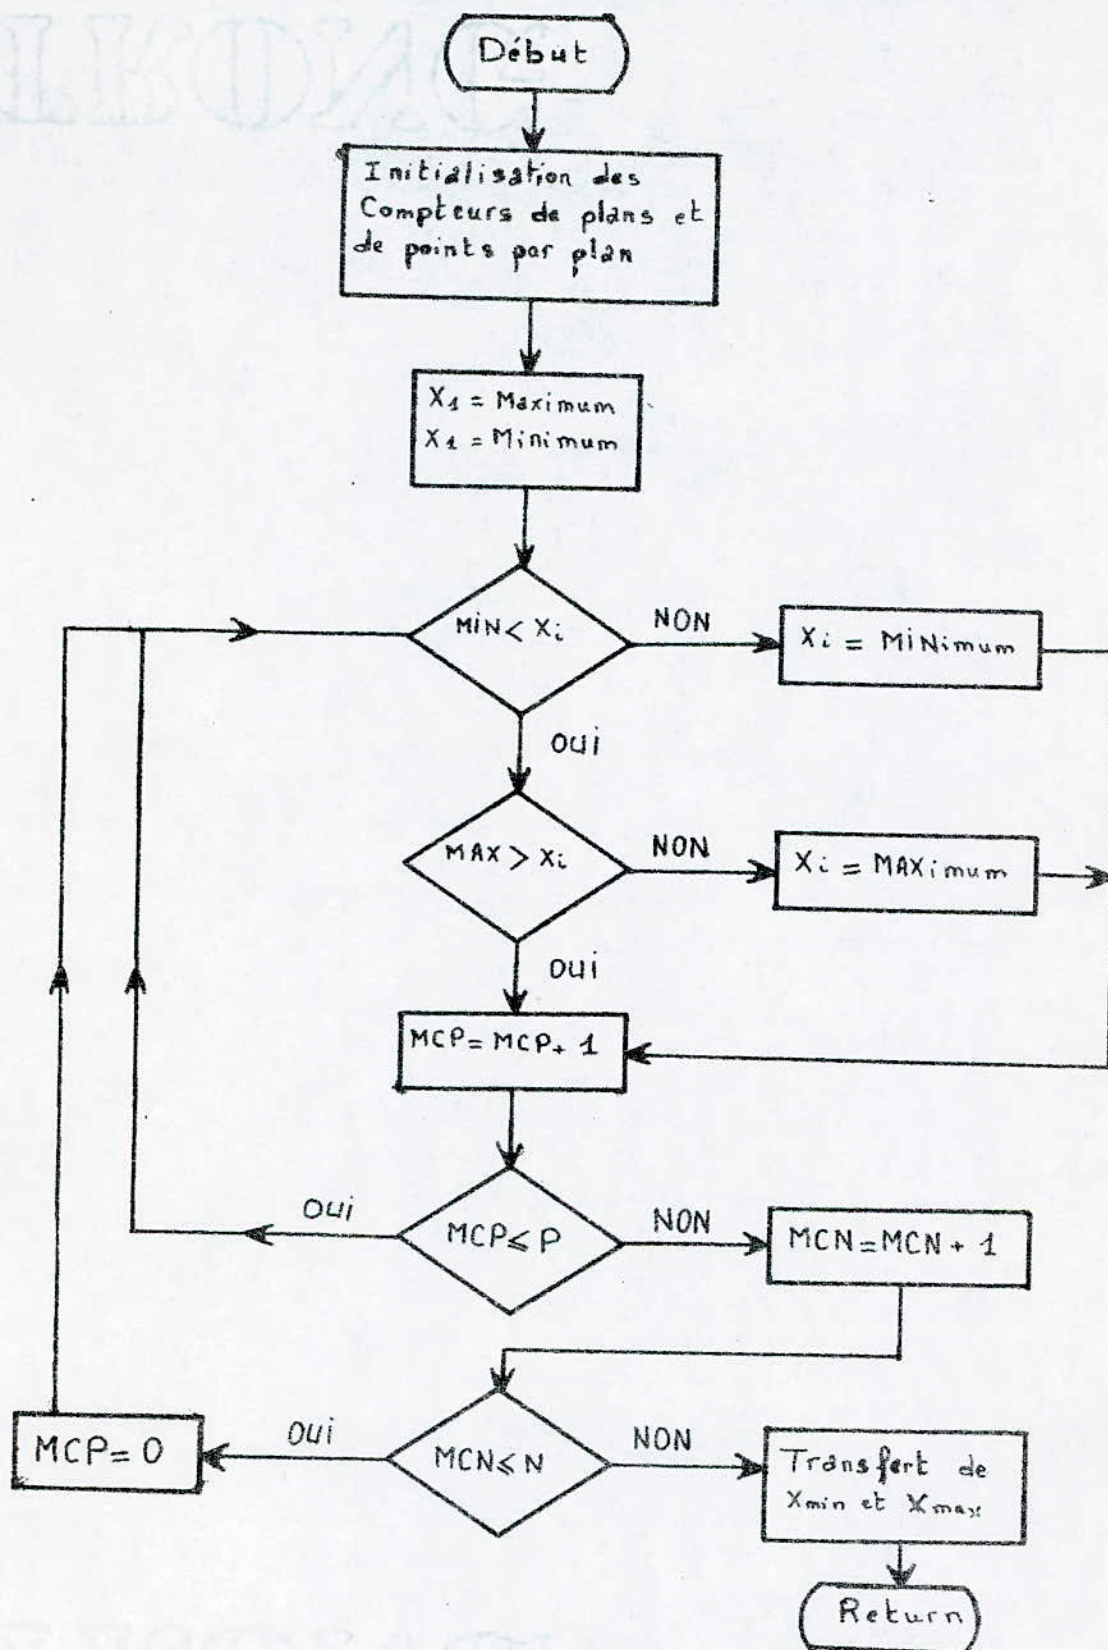 Début
Initialisation des
Compteurs de plans et
de points par plan
X1 = Maximum
X1 = Minimum
MIN < Xi
NON
Xi = MINimum
OUI
MAX > Xi
NON
Xi = MAXimum
OUI
MCP = MCP + 1
OUI
MCP ≤ P
NON
MCN = MCN + 1
MCP = 0
OUI
MCN ≤ N
NON
Transfert de
Xmin et Xmax
Return